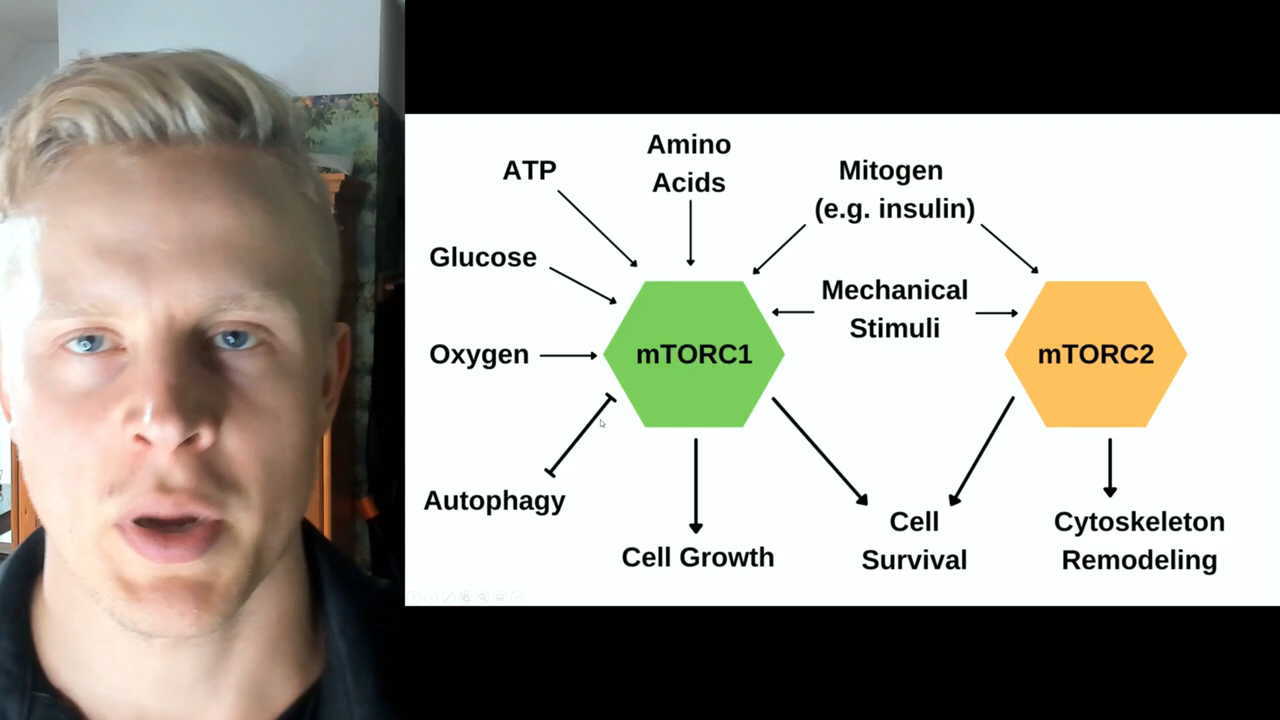 Amino
Acids
ATP
Mitogen
(e.g. insulin)
Glucose
Mechanical
Stimuli
Oxygen
mTORC1
mTORC2
Autophagy
Cell Growth
Cell
Survival
Cytoskeleton
Remodeling